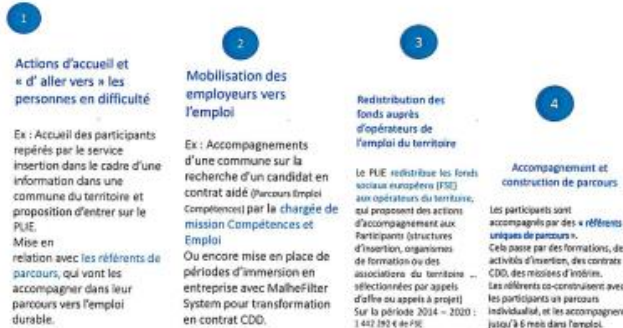 1
Actions d'accueil et
« d' aller vers » les
personnes en difficulté
Ex : Accueil des participants
repérés par le service
insertion dans le cadre d'une
information dans une
commune du territoire et
proposition d'entrer sur le
PLIE.
Mise en
relation avec les référents de
parcours, qui vont les
accompagner dans leur
parcours vers l'emploi
durable.
2
Mobilisation des
employeurs vers
l'emploi
Ex : Accompagnements
d'une commune sur la
recherche d'un candidat en
contrat aidé (Parcours Emploi
Compétences) par la chargée de
mission Compétences et
Emploi
Ou encore mise en place de
périodes d'immersion en
entreprise avec MalheFilter
System pour transformation
en contrat CDD.
3
Redistribution des
fonds auprès
d'opérateurs de
l'emploi du territoire
Le PLIE redistribue les fonds
sociaux européens (FSE)
aux opérateurs du territoire,
qui proposent des actions
d'accompagnement aux
Participants (structures
d'insertion, organismes
de formation ou des
associations du territoire ...
sélectionnées par appels
d'offre ou appels à projet)
Sur la période 2014 – 2020 :
1 442 292 € de FSE
4
Accompagnement et
construction de parcours
Les participants sont
accompagnés par des « référents
uniques de parcours ».
Cela passe par des formations, des
activités d'insertion, des contrats
CDD, des missions d'intérim.
Les référents co-construisent avec
les participants un parcours
individualisé, et les accompagnent
jusqu'à 6 mois dans l'emploi.